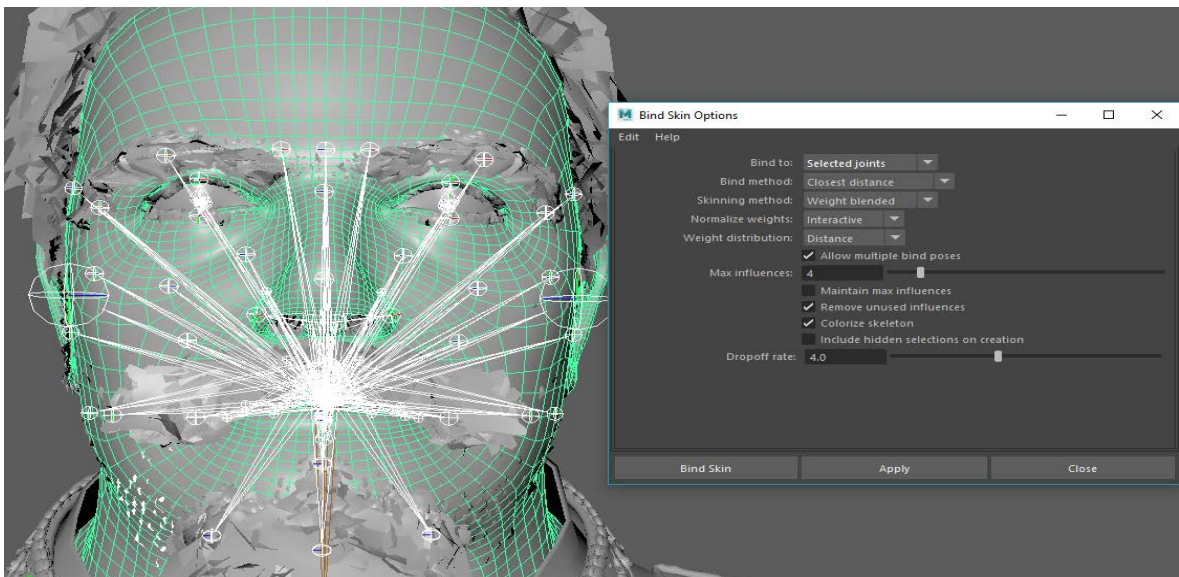 Bind Skin Options
Edit Help
Bind to: Selected joints
Bind method: Closest distance
Skinning method: Weight blended
Normalize weights: Interactive
Weight distribution: Distance
Allow multiple bind poses
Max influences: 4
Maintain max influences
Remove unused influences
Colorize skeleton
Include hidden selections on creation
Dropoff rate: 4.0
Bind Skin Apply Close